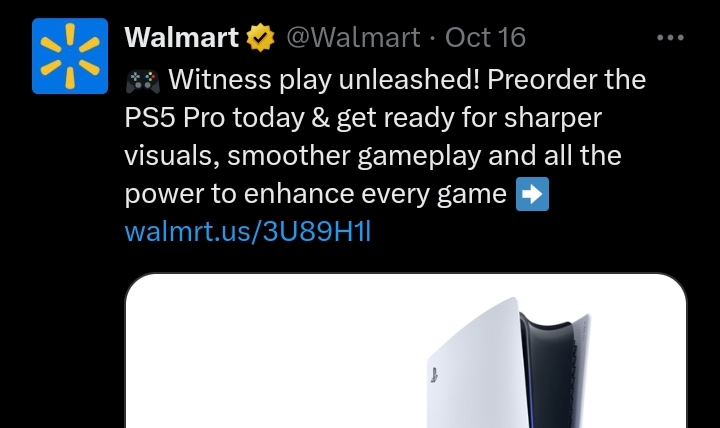 Walmart @Walmart · Oct 16
🎮 Witness play unleashed! Preorder the
PS5 Pro today & get ready for sharper
visuals, smoother gameplay and all the
power to enhance every game ➡️
walmrt.us/3U89H1l